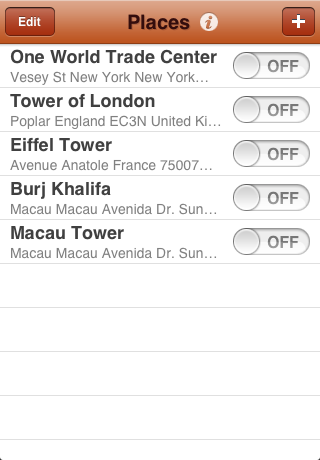 Edit Places i +
One World Trade Center
Vesey St New York New York…
OFF
Tower of London
Poplar England EC3N United Ki…
OFF
Eiffel Tower
Avenue Anatole France 75007…
OFF
Burj Khalifa
Macau Macau Avenida Dr. Sun…
OFF
Macau Tower
Macau Macau Avenida Dr. Sun…
OFF